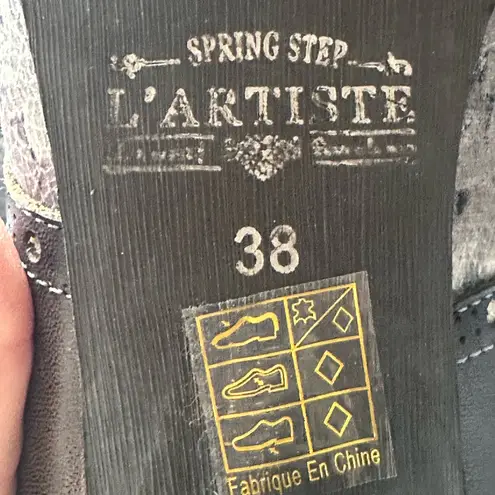 SPRING STEP
L'ARTISTE
38
Fabrique En Chine